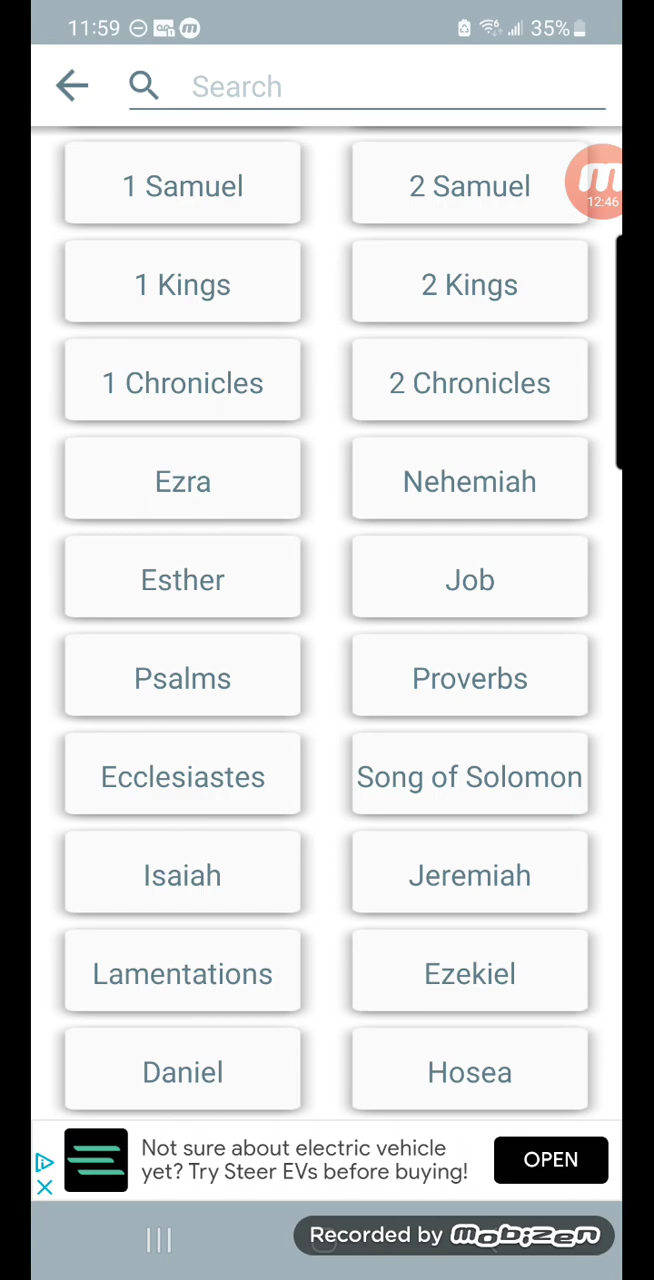 11:59
35%
Search
1 Samuel
2 Samuel
12:46
1 Kings
2 Kings
1 Chronicles
2 Chronicles
Ezra
Nehemiah
Esther
Job
Psalms
Proverbs
Ecclesiastes
Song of Solomon
Isaiah
Jeremiah
Lamentations
Ezekiel
Daniel
Hosea
Not sure about electric vehicle
yet? Try Steer EVs before buying!
OPEN
Recorded by mobizen